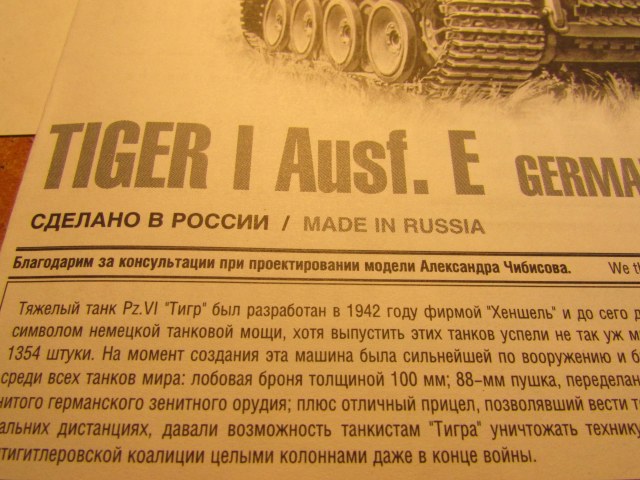 TIGER I Ausf. E GERMA
СДЕЛАНО В РОССИИ / MADE IN RUSSIA
Благодарим за консультации при проектировании модели Александра Чибисова. We th
Тяжелый танк Pz.VI "Тигр" был разработан в 1942 году фирмой "Хеншель" и до сего д
символом немецкой танковой мощи, хотя выпустить этих танков успели не так уж м
1354 штуки. На момент создания эта машина была сильнейшей по вооружению и б
среди всех танков мира: лобовая броня толщиной 100 мм; 88-мм пушка, переделан
нитого германского зенитного орудия; плюс отличный прицел, позволявший вести т
альних дистанциях, давали возможность танкистам "Тигра" уничтожать технику
тигитлеровской коалиции целыми колоннами даже в конце войны.